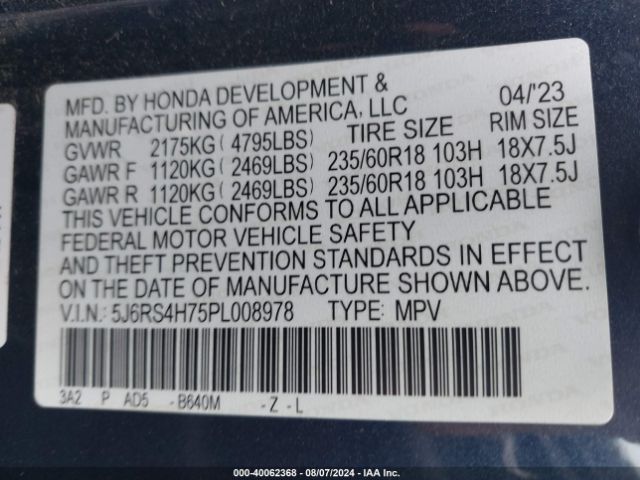 MFD. BY HONDA DEVELOPMENT &
MANUFACTURING OF AMERICA, LLC 04/'23
GVWR 2175KG ( 4795LBS) TIRE SIZE RIM SIZE
GAWR F 1120KG ( 2469LBS) 235/60R18 103H 18X7.5J
GAWR R 1120KG ( 2469LBS) 235/60R18 103H 18X7.5J
THIS VEHICLE CONFORMS TO ALL APPLICABLE
FEDERAL MOTOR VEHICLE SAFETY
AND THEFT PREVENTION STANDARDS IN EFFECT
ON THE DATE OF MANUFACTURE SHOWN ABOVE.
V.I.N.: 5J6RS4H75PL008978 TYPE: MPV
3A2 P AD5 - B640M - Z - L
000-40062368 - 08/07/2024 - IAA Inc.